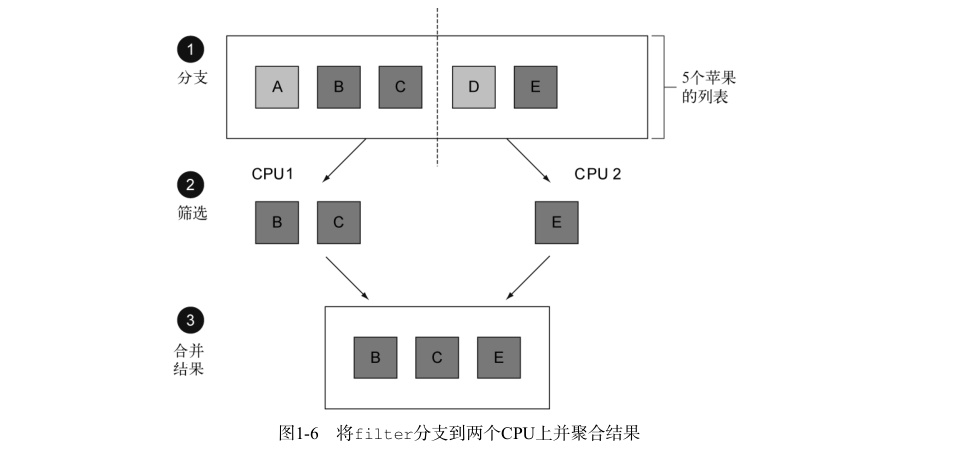 1
分支
A B C D E
5个苹果
的列表
CPU1
CPU 2
2
筛选
B C E
3
合并
结果
B C E
图1-6 将filter分支到两个CPU上并聚合结果